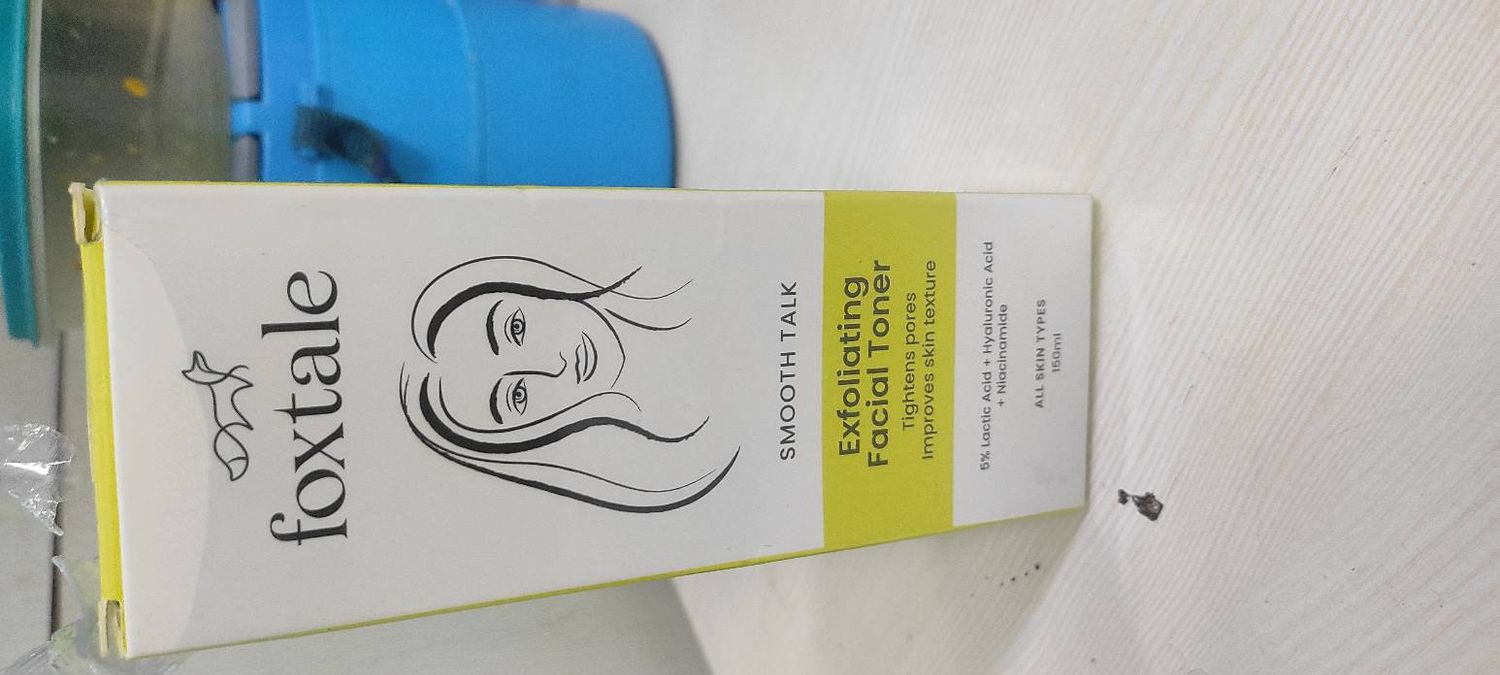 foxtale
SMOOTH TALK
Exfoliating
Facial Toner
Tightens pores
Improves skin texture
5% Lactic Acid + Hyaluronic Acid
+ Niacinamide
ALL SKIN TYPES
150ml